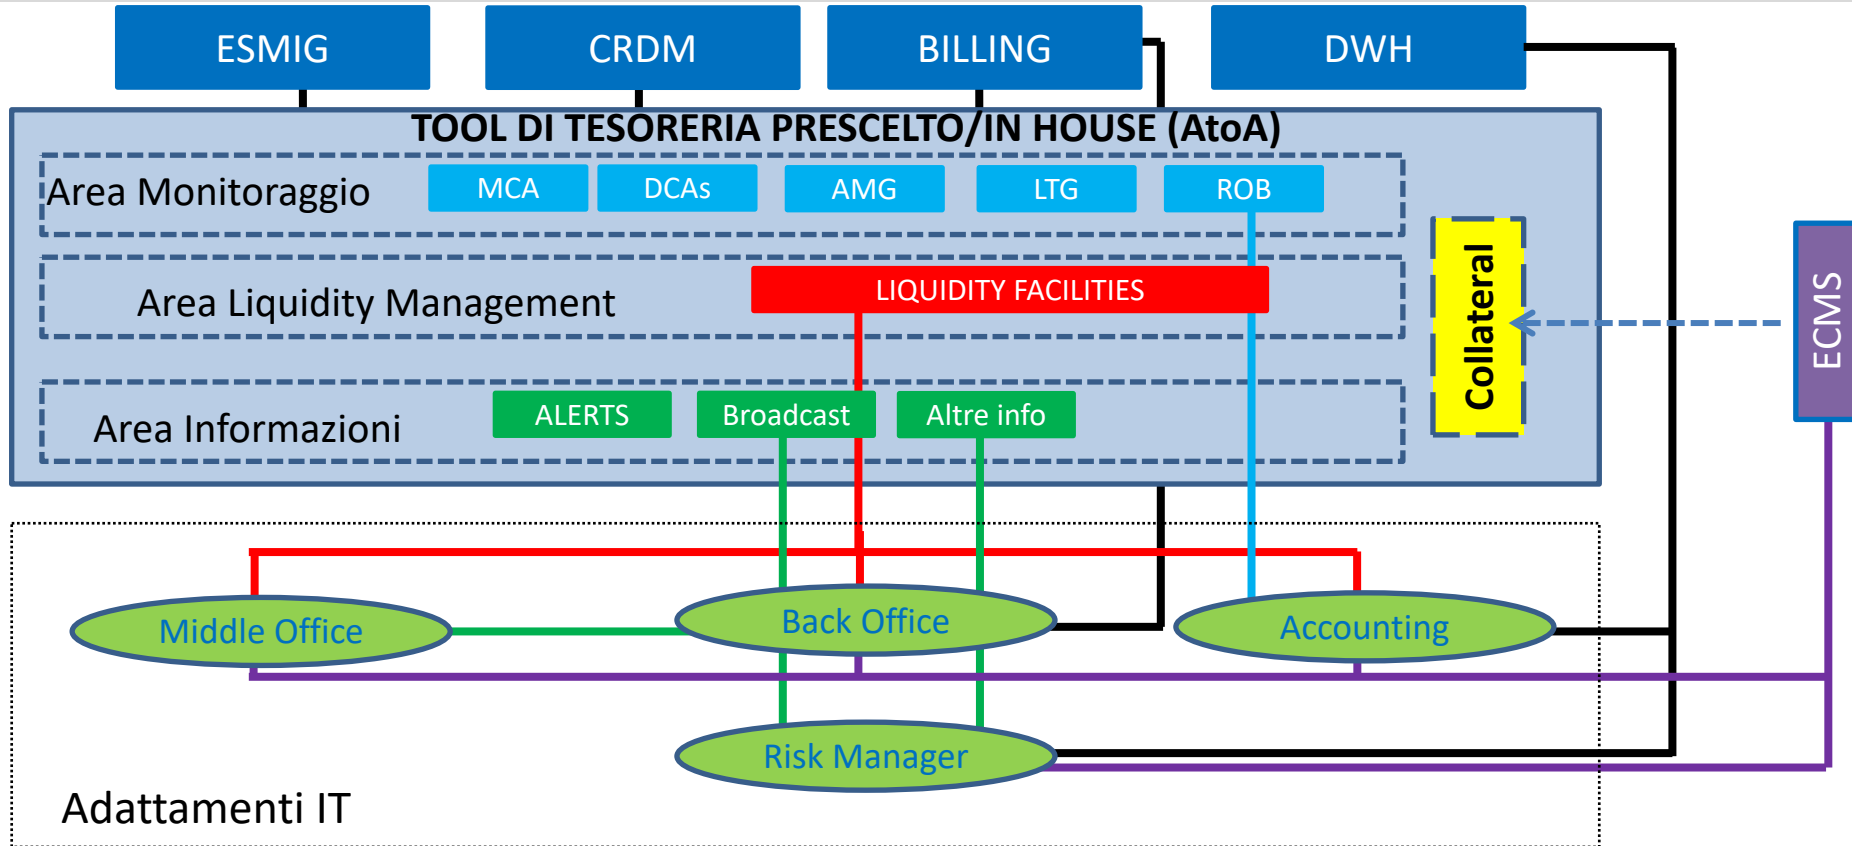 ESMIG
CRDM
BILLING
DWH
TOOL DI TESORERIA PRESCELTO/IN HOUSE (AtoA)
Area Monitoraggio
MCA
DCAs
AMG
LTG
ROB
Area Liquidity Management
LIQUIDITY FACILITIES
Collateral
ECMS
Area Informazioni
ALERTS
Broadcast
Altre info
Middle Office
Back Office
Accounting
Risk Manager
Adattamenti IT